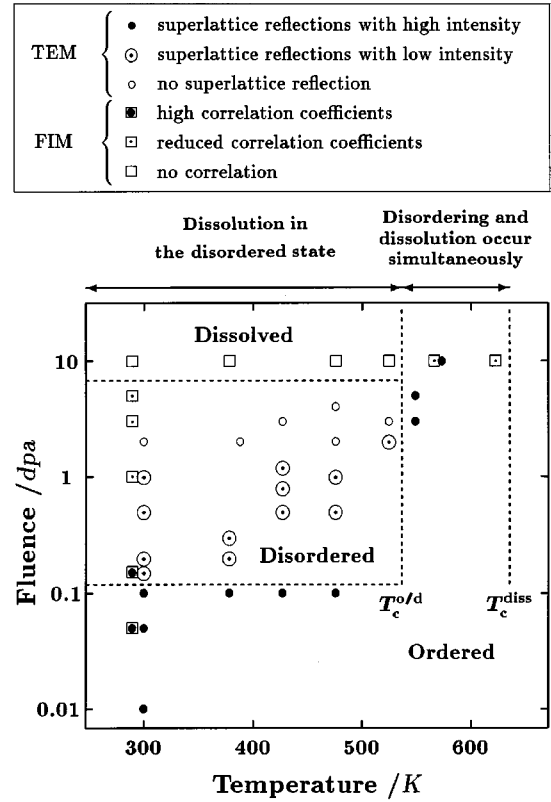 TEM
superlattice reflections with high intensity
superlattice reflections with low intensity
no superlattice reflection
FIM
high correlation coefficients
reduced correlation coefficients
no correlation
Dissolution in
the disordered state
Disordering and
dissolution occur
simultaneously
Dissolved
Disordered
Ordered
T_c^{o/d}
T_c^{diss}
10
1
0.1
0.01
Fluence /dpa
300
400
500
600
Temperature /K